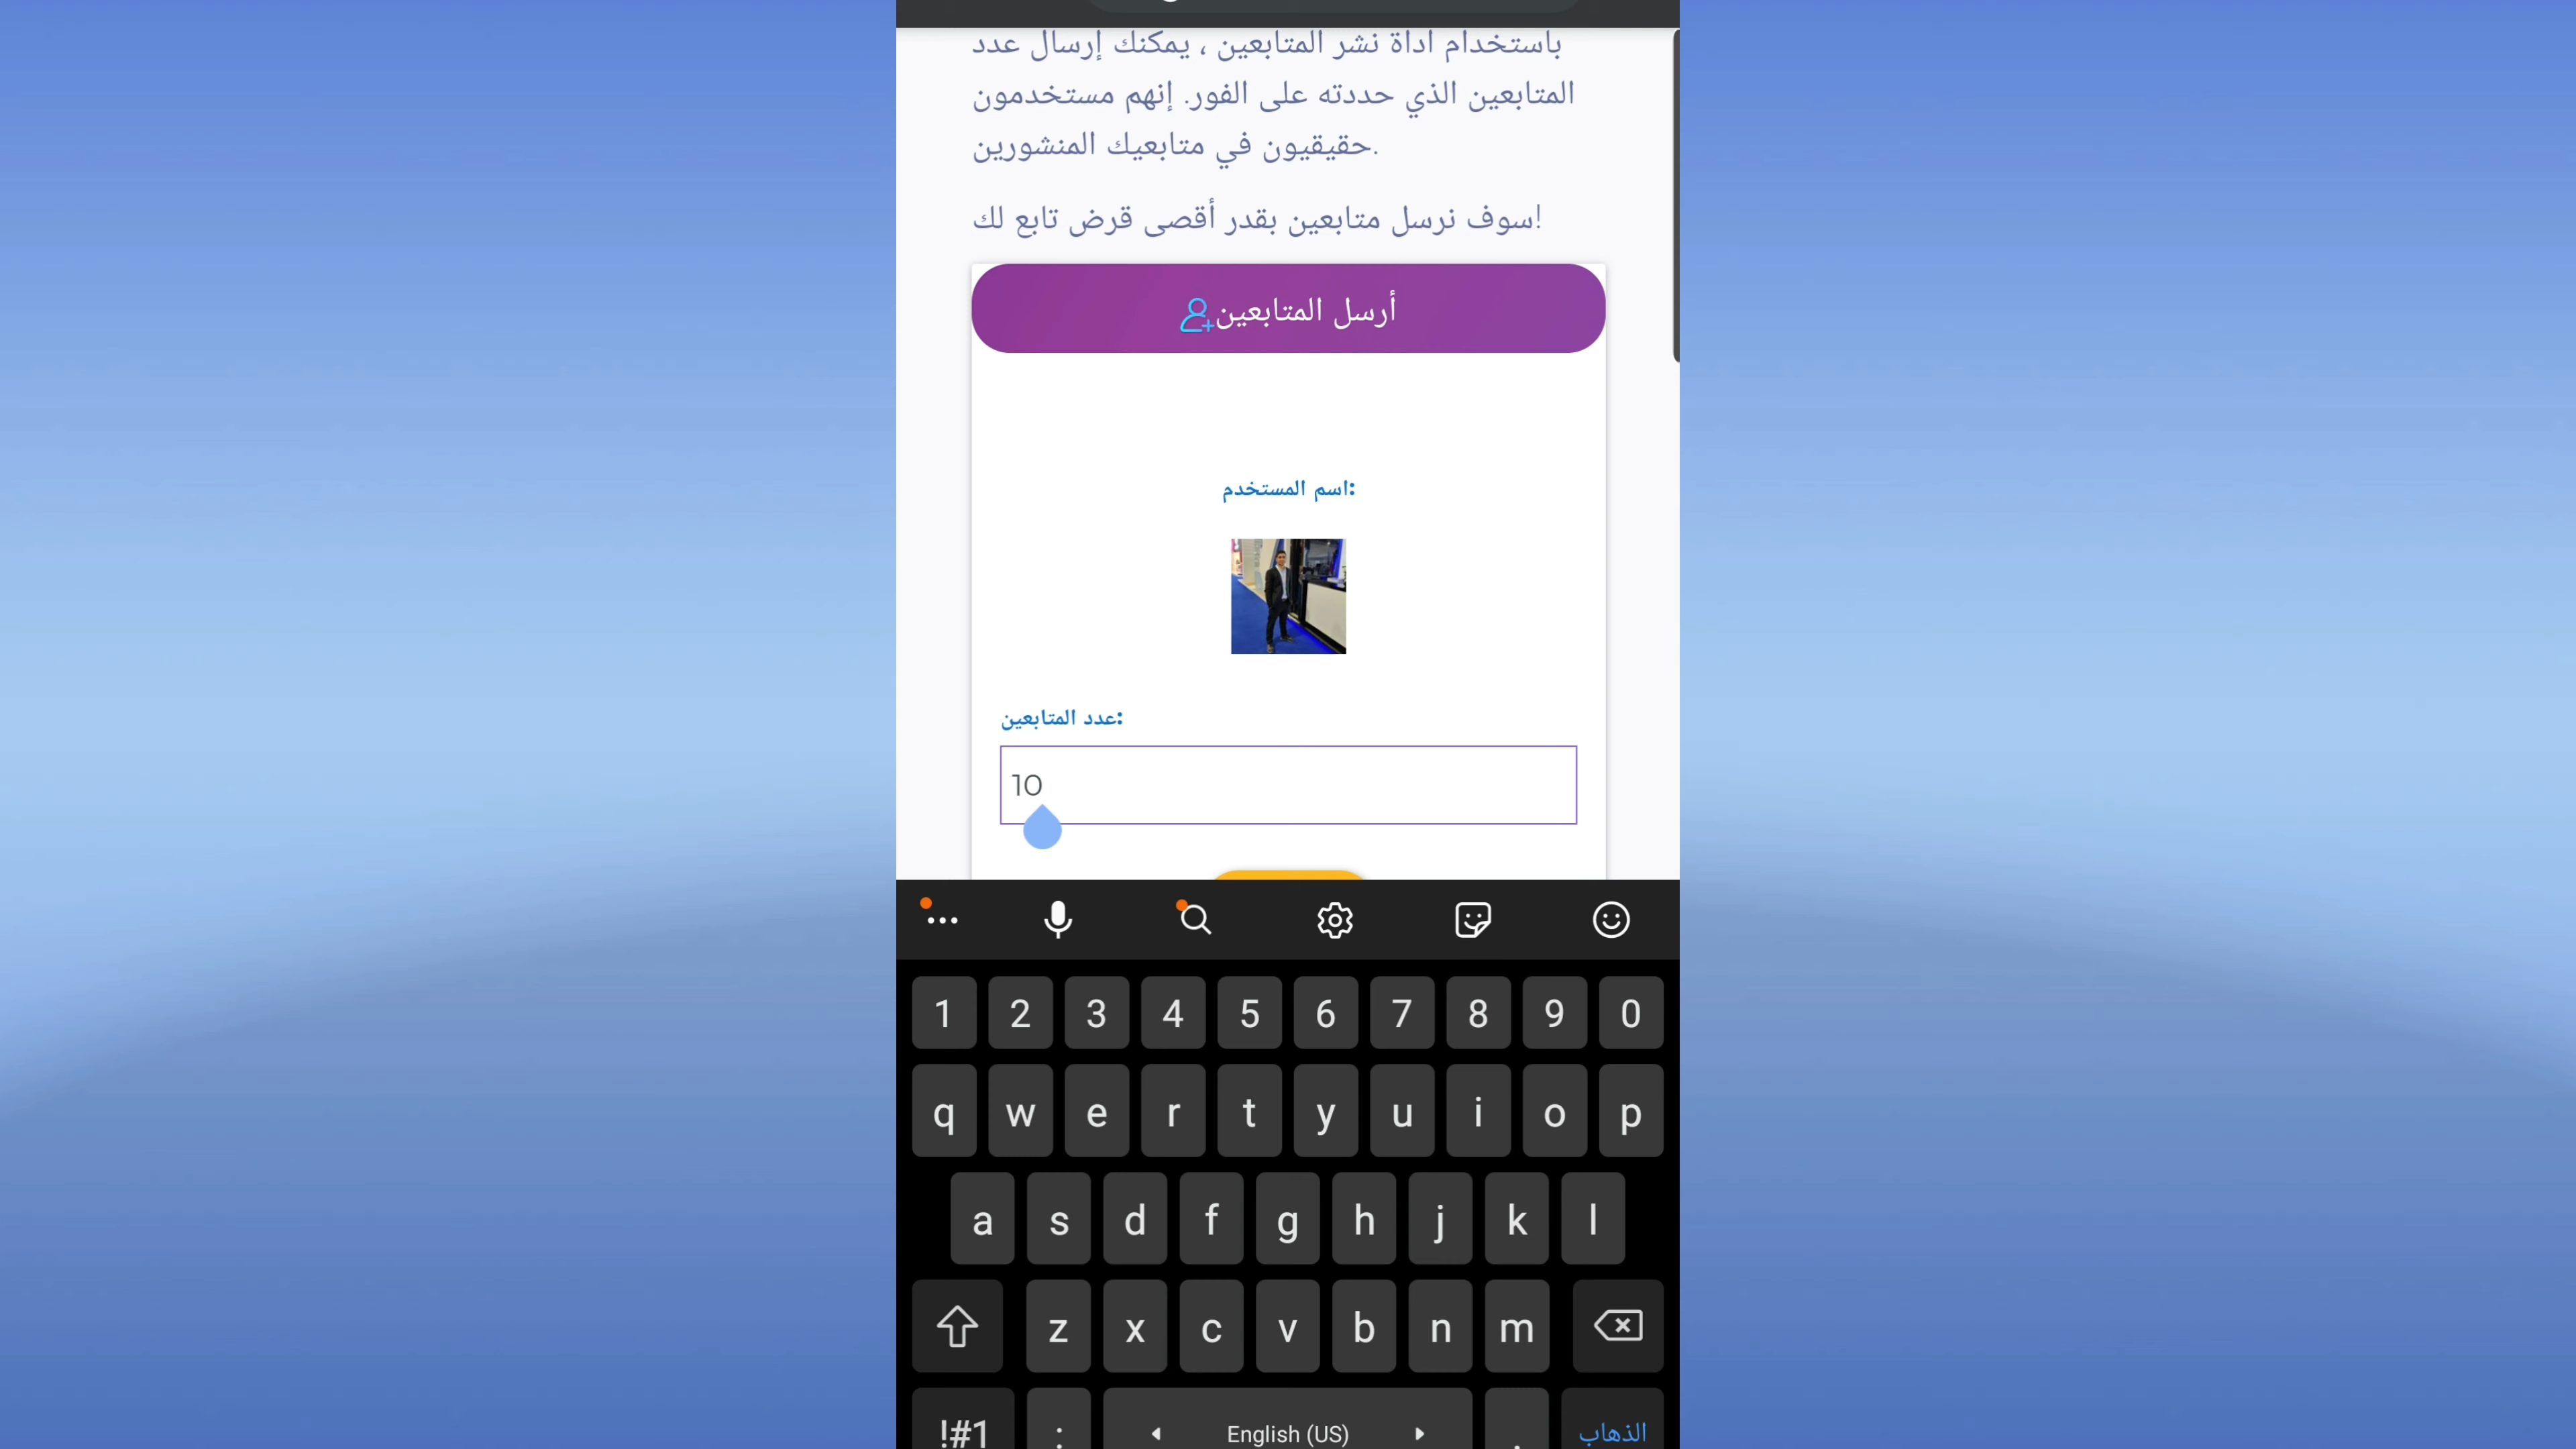 باستخدام أداة نشر المتابعين ، يمكنك إرسال عدد
المتابعين الذي حددته على الفور. إنهم مستخدمون
حقيقيون في متابعيك المنشورين.
سوف نرسل متابعين بقدر أقصى قرض تابع لك!
أرسل المتابعين
اسم المستخدم:
عدد المتابعين:
10
1 2 3 4 5 6 7 8 9 0
q w e r t y u i o p
a s d f g h j k l
z x c v b n m
!#1 : English (US) . الذهاب